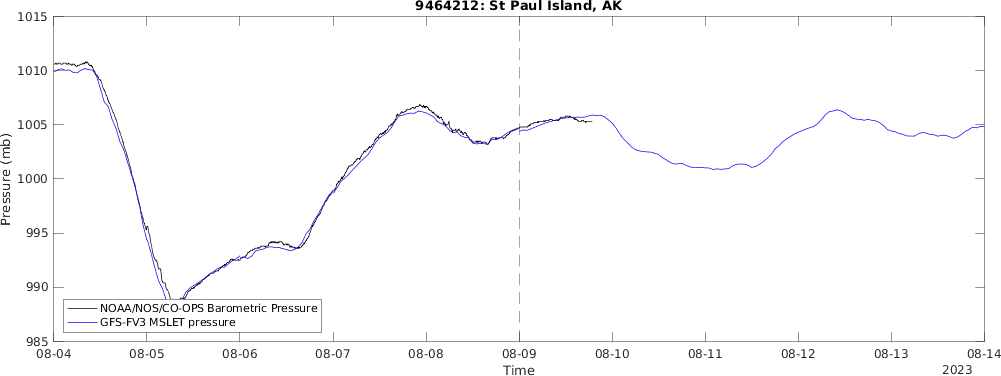 9464212: St Paul Island, AK
Pressure (mb)
1015
1010
1005
1000
995
990
985
NOAA/NOS/CO-OPS Barometric Pressure
GFS-FV3 MSLET pressure
08-04 08-05 08-06 08-07 08-08 08-09 08-10 08-11 08-12 08-13 08-14
Time
2023